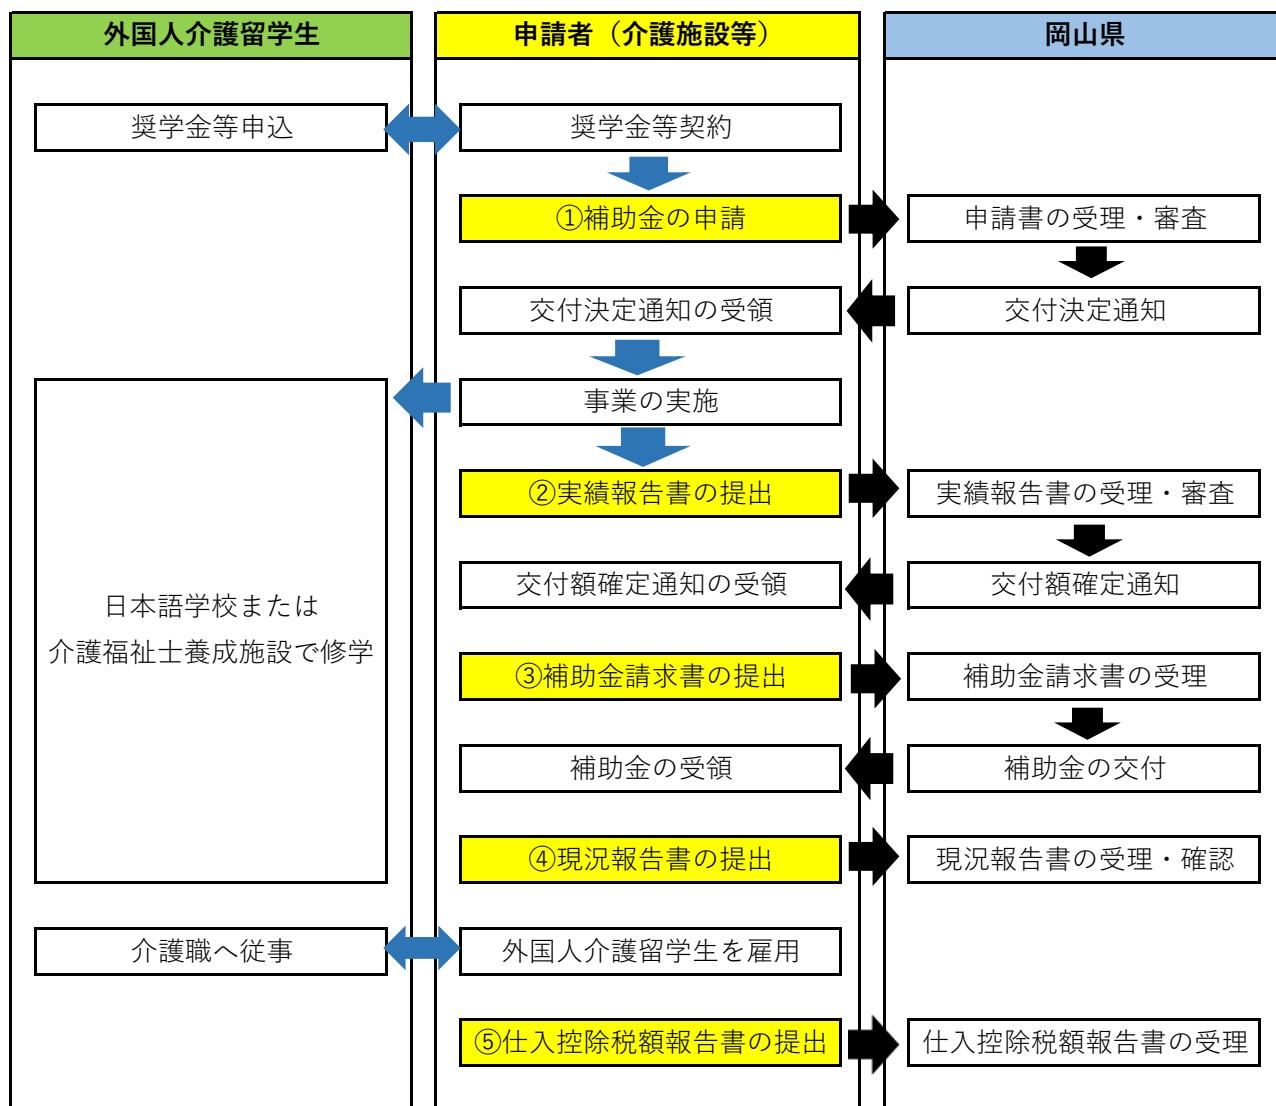 外国人介護留学生
申請者（介護施設等）
岡山県
奨学金等申込
奨学金等契約
①補助金の申請
申請書の受理・審査
交付決定通知の受領
交付決定通知
事業の実施
②実績報告書の提出
実績報告書の受理・審査
日本語学校または
介護福祉士養成施設で修学
交付額確定通知の受領
交付額確定通知
③補助金請求書の提出
補助金請求書の受理
補助金の受領
補助金の交付
④現況報告書の提出
現況報告書の受理・確認
介護職へ従事
外国人介護留学生を雇用
⑤仕入控除税額報告書の提出
仕入控除税額報告書の受理